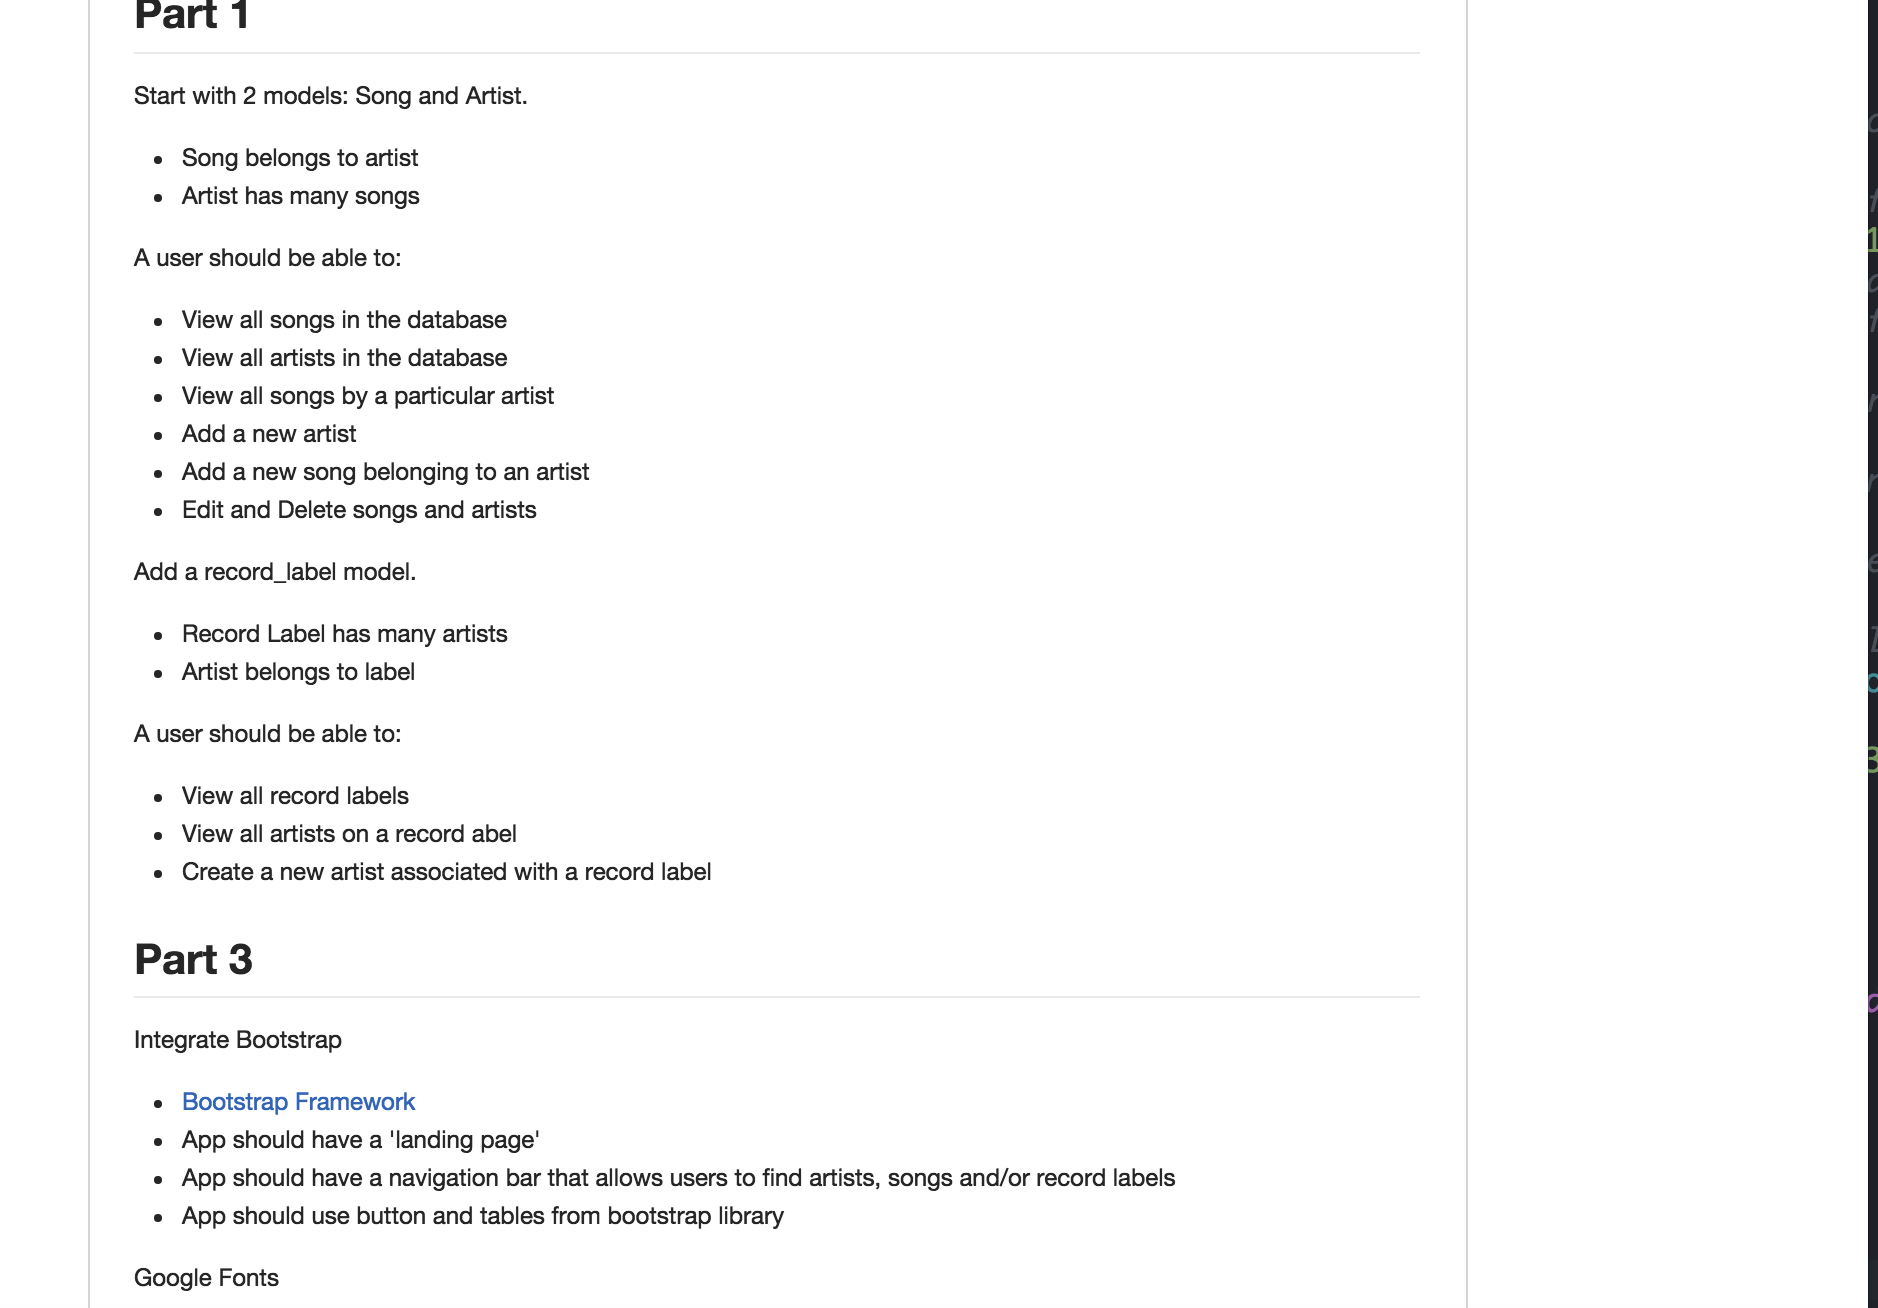 Part 1
Start with 2 models: Song and Artist.
Song belongs to artist
Artist has many songs
A user should be able to:
View all songs in the database
View all artists in the database
View all songs by a particular artist
Add a new artist
Add a new song belonging to an artist
Edit and Delete songs and artists
Add a record_label model.
Record Label has many artists
Artist belongs to label
A user should be able to:
View all record labels
View all artists on a record abel
Create a new artist associated with a record label
Part 3
Integrate Bootstrap
Bootstrap Framework
App should have a 'landing page'
App should have a navigation bar that allows users to find artists, songs and/or record labels
App should use button and tables from bootstrap library
Google Fonts